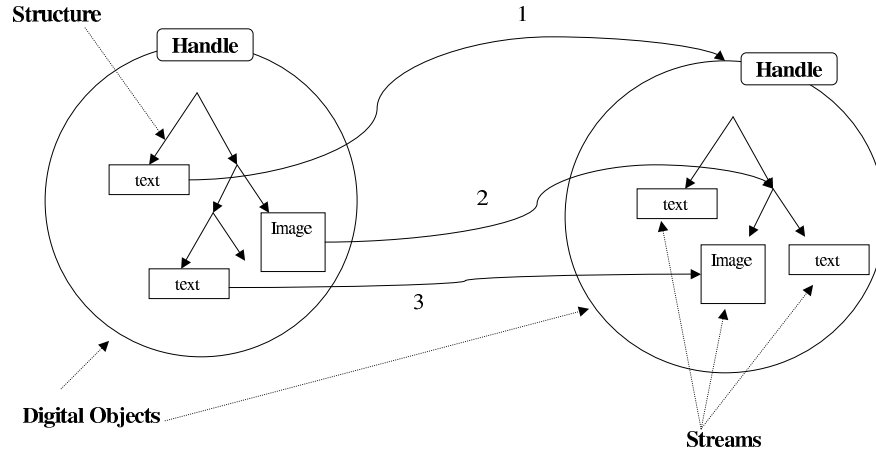 Structure
1
Handle
Handle
text
2
text
Image
Image
text
text
3
Digital Objects
Streams